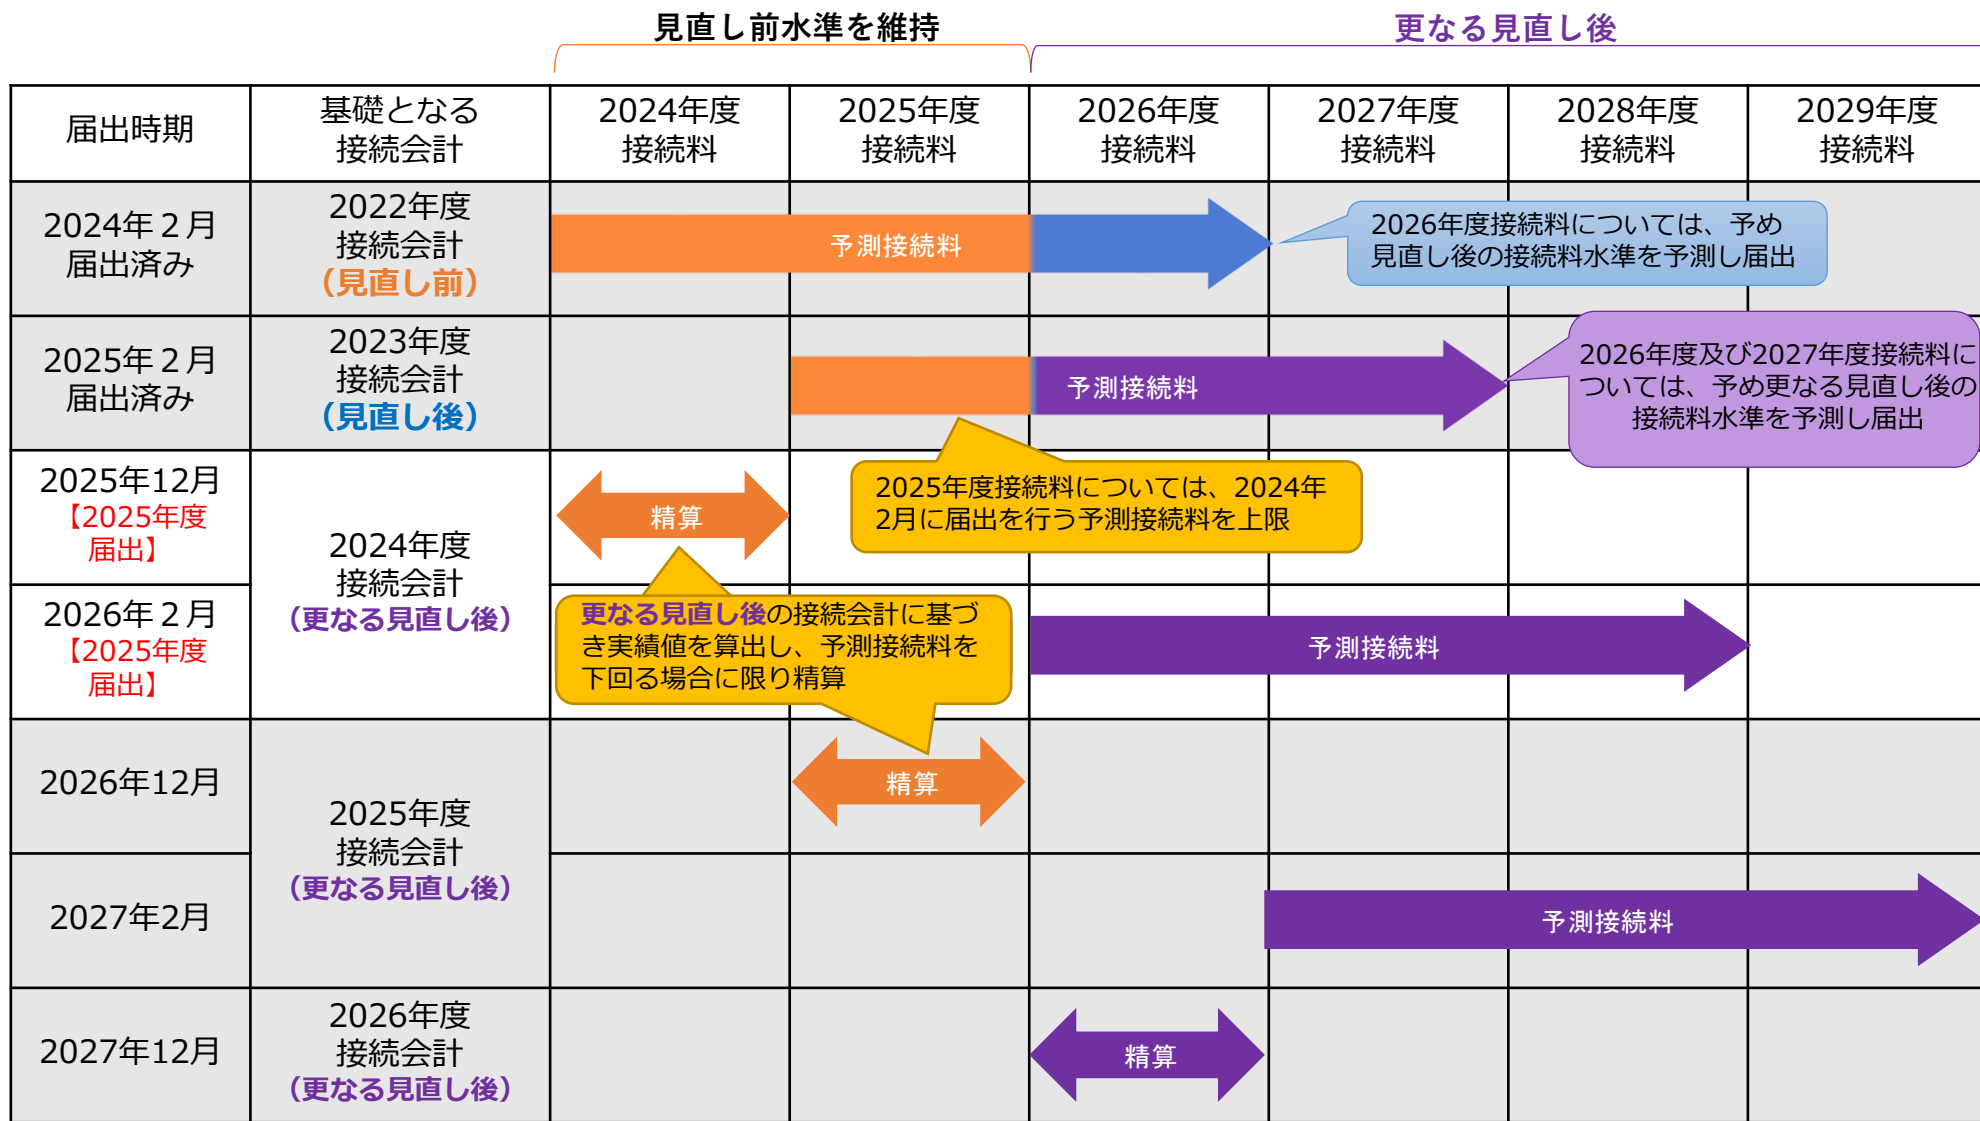 見直し前水準を維持
更なる見直し後
届出時期
基礎となる
接続会計
2024年度
接続料
2025年度
接続料
2026年度
接続料
2027年度
接続料
2028年度
接続料
2029年度
接続料
2024年２月
届出済み
2022年度
接続会計
（見直し前）
予測接続料
2026年度接続料については、予め
見直し後の接続料水準を予測し届出
2025年２月
届出済み
2023年度
接続会計
（見直し後）
予測接続料
2026年度及び2027年度接続料に
ついては、予め更なる見直し後の
接続料水準を予測し届出
2025年12月
【2025年度
届出】
2024年度
接続会計
（更なる見直し後）
精算
2025年度接続料については、2024年
2月に届出を行う予測接続料を上限
2026年２月
【2025年度
届出】
更なる見直し後の接続会計に基づ
き実績値を算出し、予測接続料を
下回る場合に限り精算
予測接続料
2026年12月
2025年度
接続会計
（更なる見直し後）
精算
2027年2月
予測接続料
2027年12月
2026年度
接続会計
（更なる見直し後）
精算